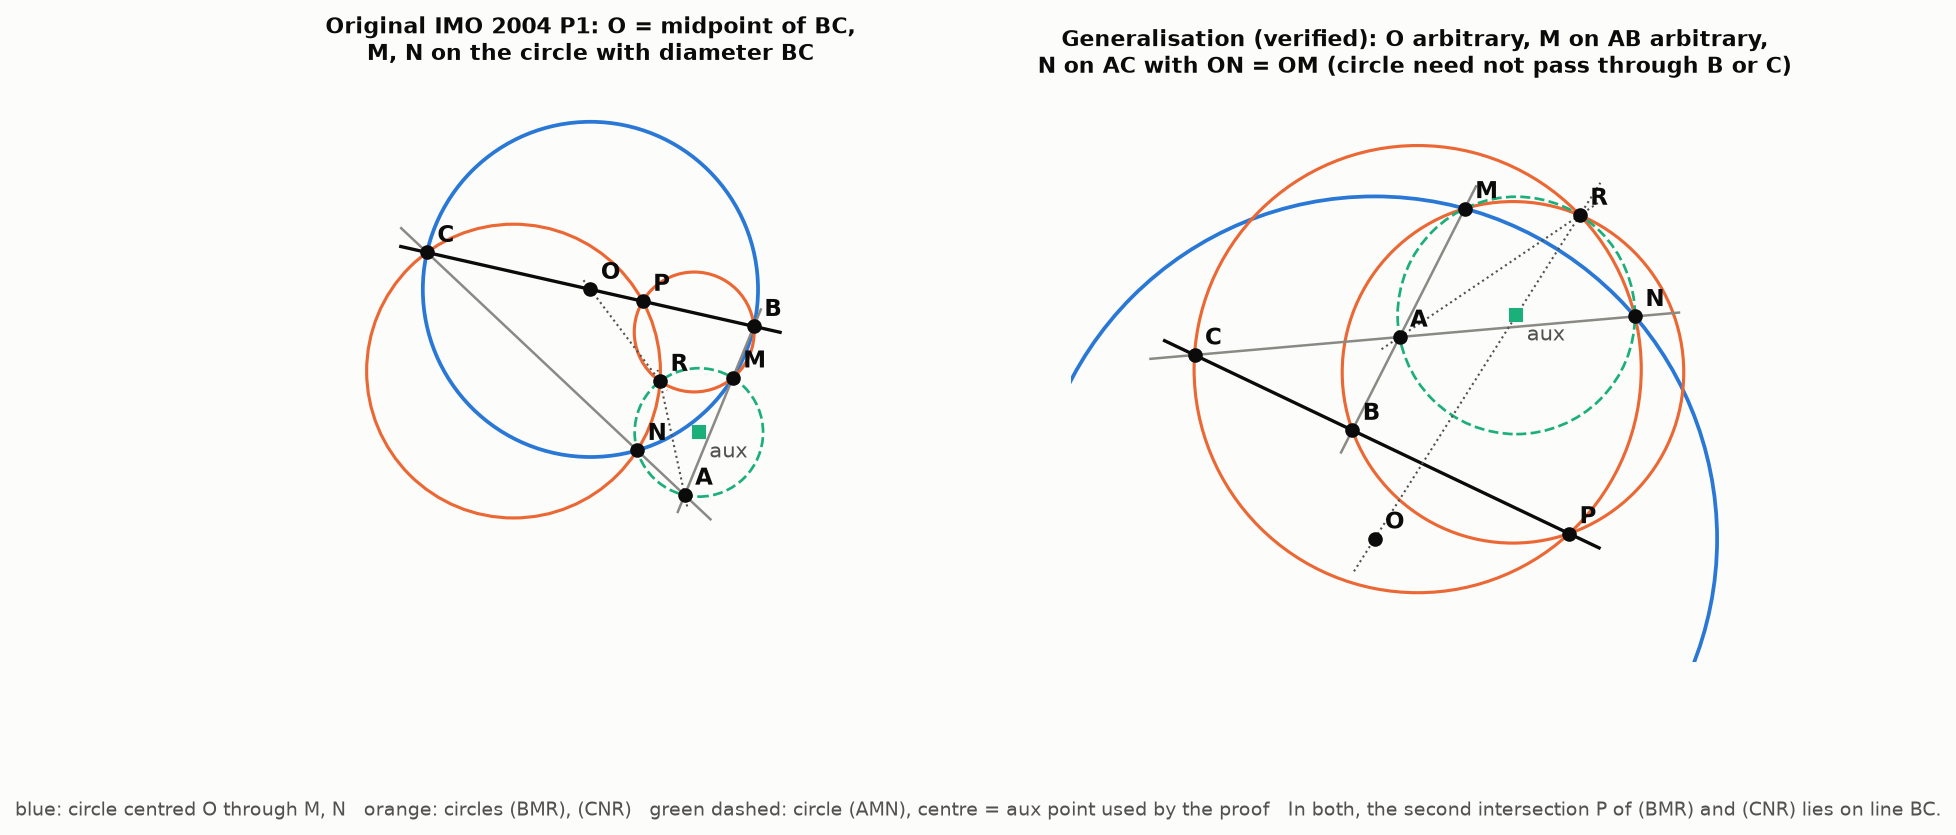 Original IMO 2004 P1: O = midpoint of BC,
M, N on the circle with diameter BC
C
O
P
B
R
M
N
aux
A
Generalisation (verified): O arbitrary, M on AB arbitrary,
N on AC with ON = OM (circle need not pass through B or C)
M
R
N
A
C
aux
B
P
O
blue: circle centred O through M, N   orange: circles (BMR), (CNR)   green dashed: circle (AMN), centre = aux point used by the proof   In both, the second intersection P of (BMR) and (CNR) lies on line BC.